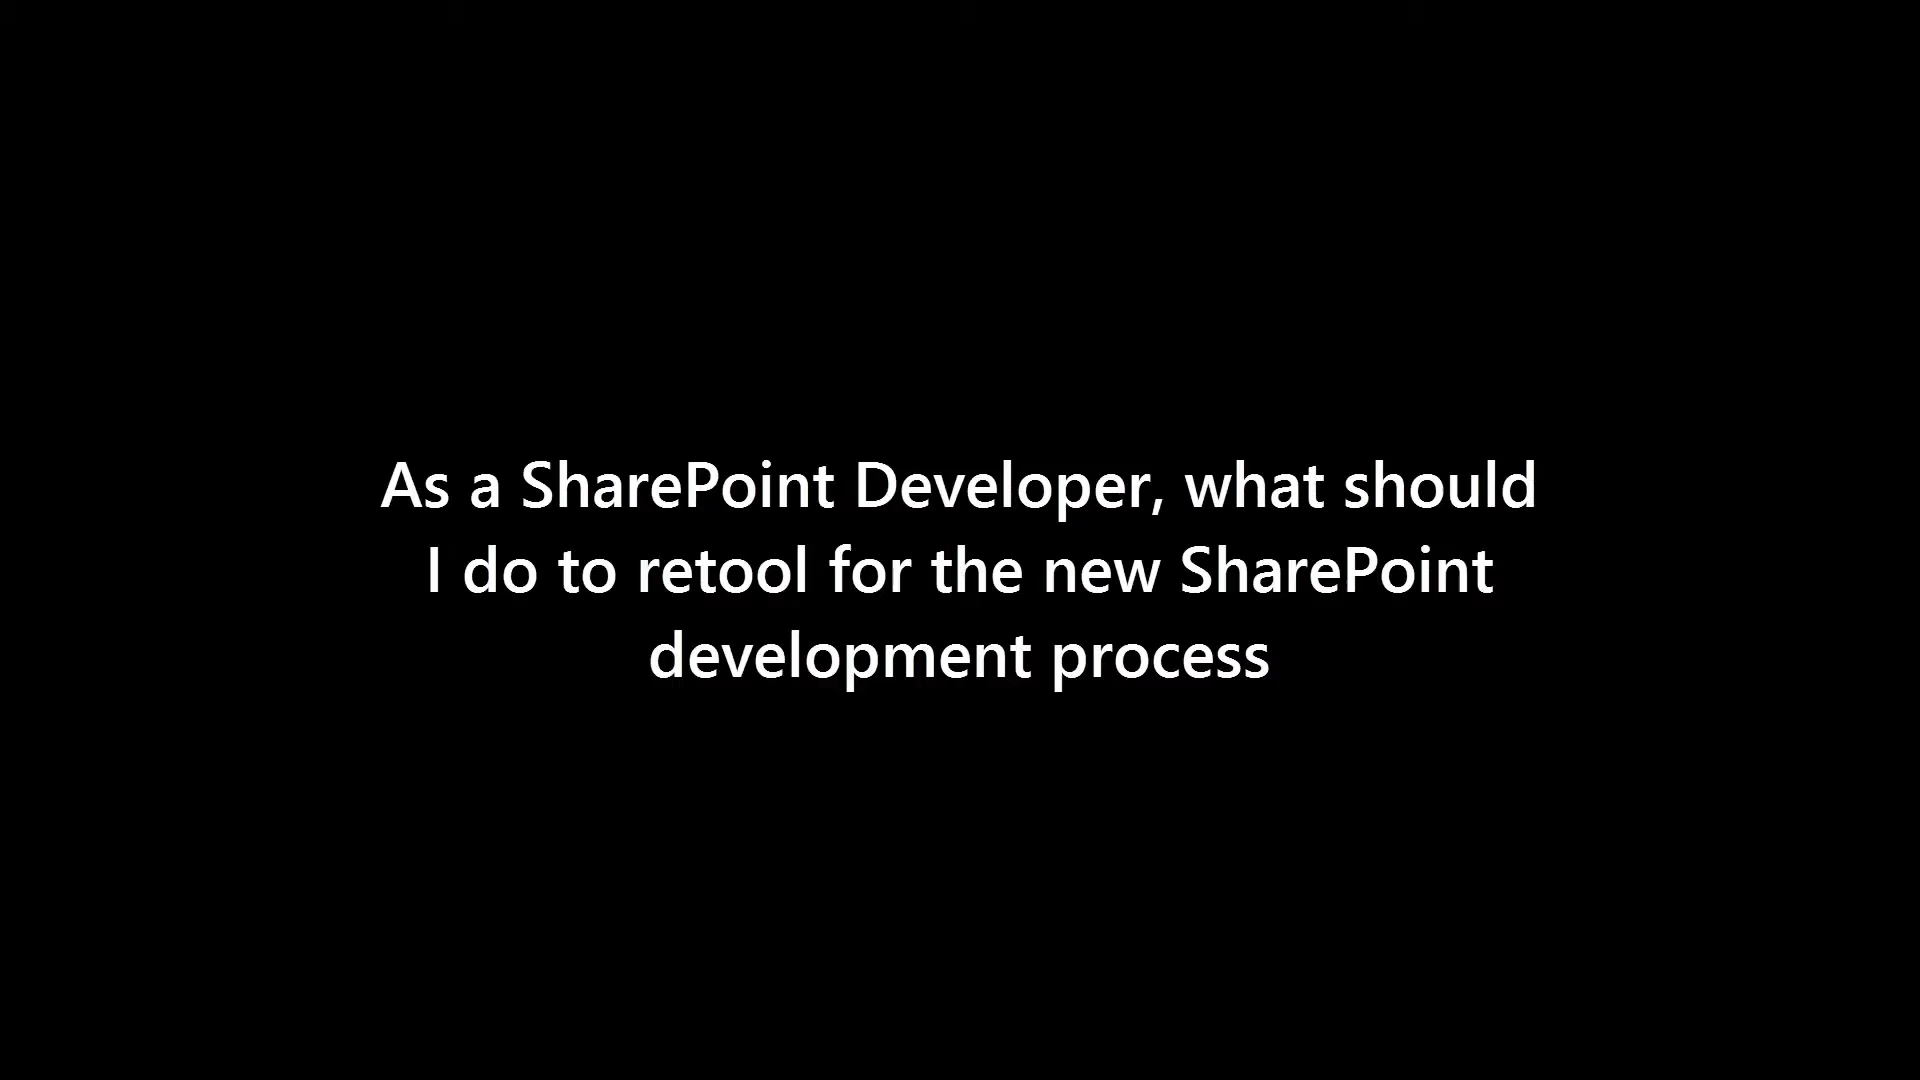 As a SharePoint Developer, what should
I do to retool for the new SharePoint
development process